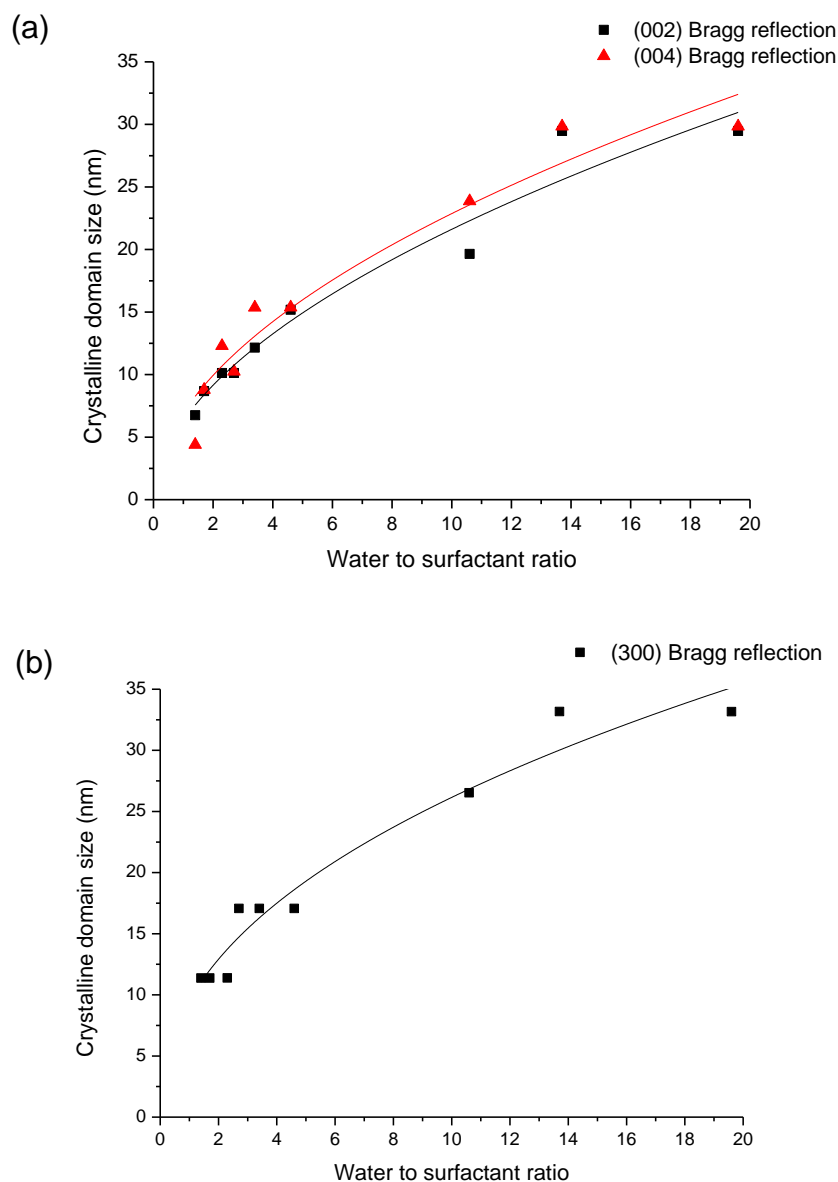 (a)
(002) Bragg reflection
(004) Bragg reflection
35
30
25
20
15
10
5
0
Crystalline domain size (nm)
0 2 4 6 8 10 12 14 16 18 20
Water to surfactant ratio
(b)
(300) Bragg reflection
35
30
25
20
15
10
5
0
Crystalline domain size (nm)
0 2 4 6 8 10 12 14 16 18 20
Water to surfactant ratio